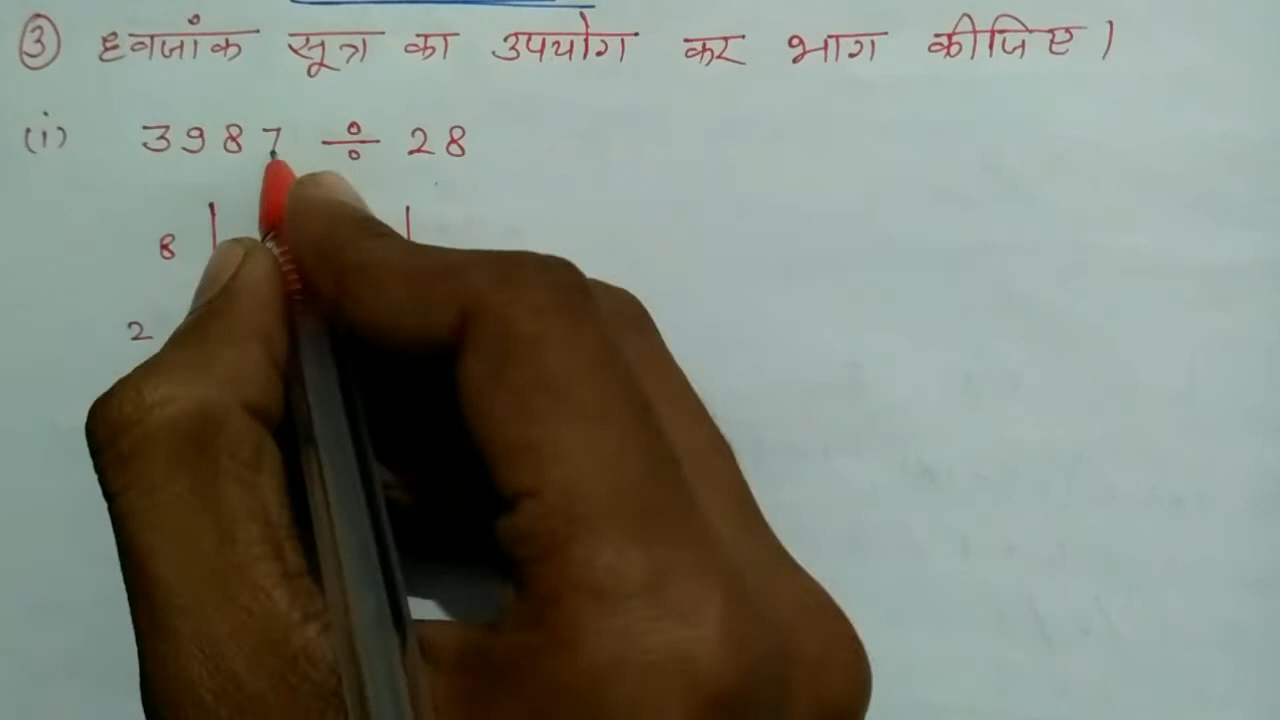 ③ ध्वजांक सूत्र का उपयोग कर भाग कीजिए।
(i) 3987 ÷ 28
8
2